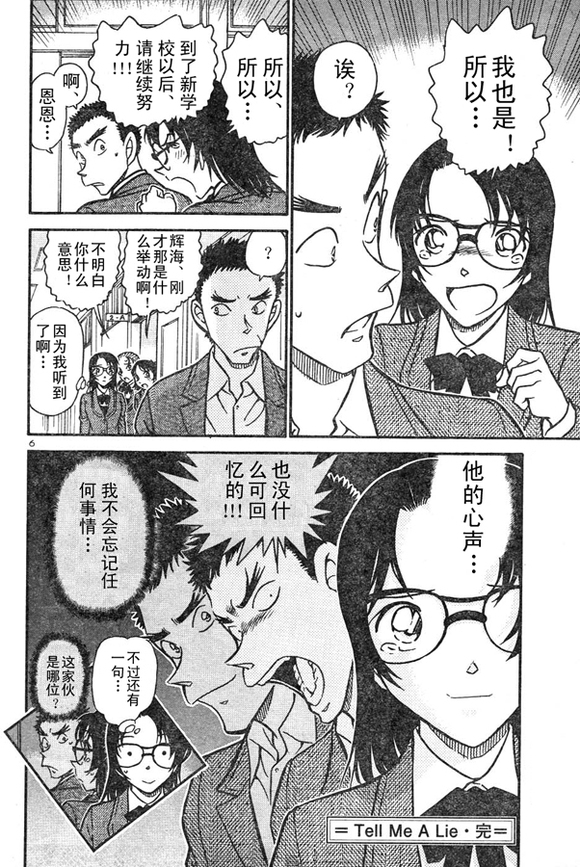 我也是！
所以…
诶？
所以、
所以…
到了新学
校以后、
请继续努
力!!!
啊、
恩恩…
？
辉海、刚
才那是什
么举动啊！
不明白
你什么
意思！
2-A
因为我听到
了啊…
6
他的心声…
也没什
么可回
忆的!!!
我不会忘记任
何事情…
不过还有
一句…
这家伙
是哪位？
＝Tell Me A Lie・完＝